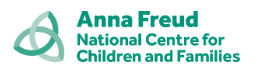 Anna Freud
National Centre for
Children and Families